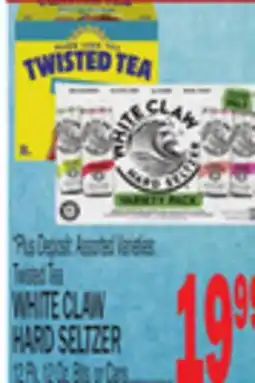 TWISTED TEA
WHITE CLAW
HARD SELTZER
VARIETY PACK
*Plus Deposit. Assorted Varieties.
Twisted Tea
WHITE CLAW
HARD SELTZER
12 Pk. 12 Oz. Btls. or Cans
19.99